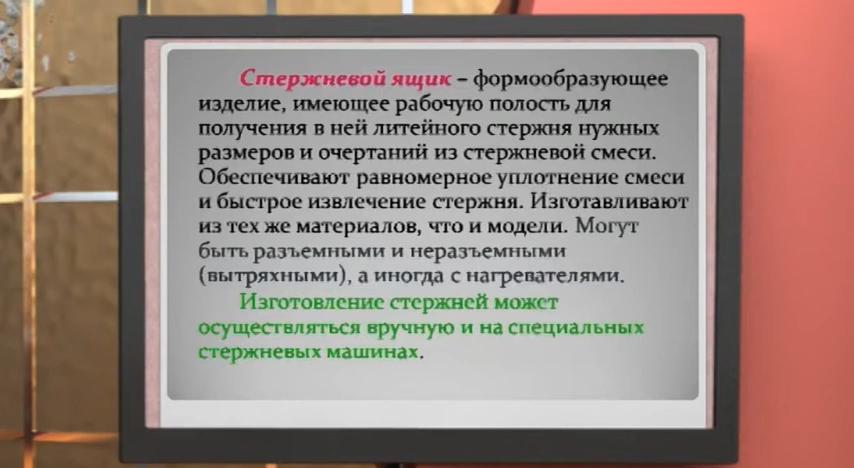 Стержневой ящик – формообразующее
изделие, имеющее рабочую полость для
получения в ней литейного стержня нужных
размеров и очертаний из стержневой смеси.
Обеспечивают равномерное уплотнение смеси
и быстрое извлечение стержня. Изготавливают
из тех же материалов, что и модели. Могут
быть разъемными и неразъемными
(вытряхными), а иногда с нагревателями.
Изготовление стержней может
осуществляться вручную и на специальных
стержневых машинах.